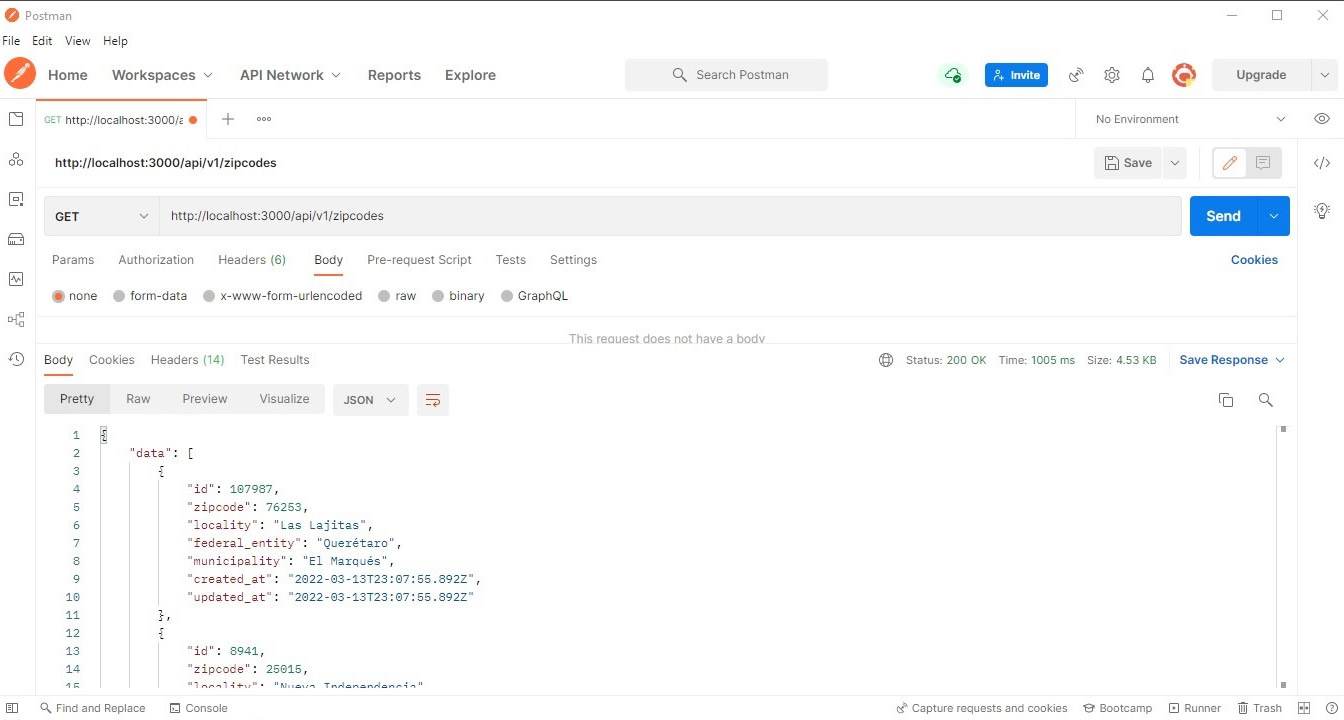 Postman
File Edit View Help
Home Workspaces API Network Reports Explore Search Postman Invite Upgrade
GET http://localhost:3000/a No Environment
http://localhost:3000/api/v1/zipcodes Save
GET http://localhost:3000/api/v1/zipcodes Send
Params Authorization Headers (6) Body Pre-request Script Tests Settings Cookies
none form-data x-www-form-urlencoded raw binary GraphQL
This request does not have a body
Body Cookies Headers (14) Test Results Status: 200 OK Time: 1005 ms Size: 4.53 KB Save Response
Pretty Raw Preview Visualize JSON
1 {
2 "data": [
3 {
4 "id": 107987,
5 "zipcode": 76253,
6 "locality": "Las Lajitas",
7 "federal_entity": "Querétaro",
8 "municipality": "El Marqués",
9 "created_at": "2022-03-13T23:07:55.892Z",
10 "updated_at": "2022-03-13T23:07:55.892Z"
11 },
12 {
13 "id": 8941,
14 "zipcode": 25015,
15 "locality": "Nueva Independencia"
Find and Replace Console Capture requests and cookies Bootcamp Runner Trash